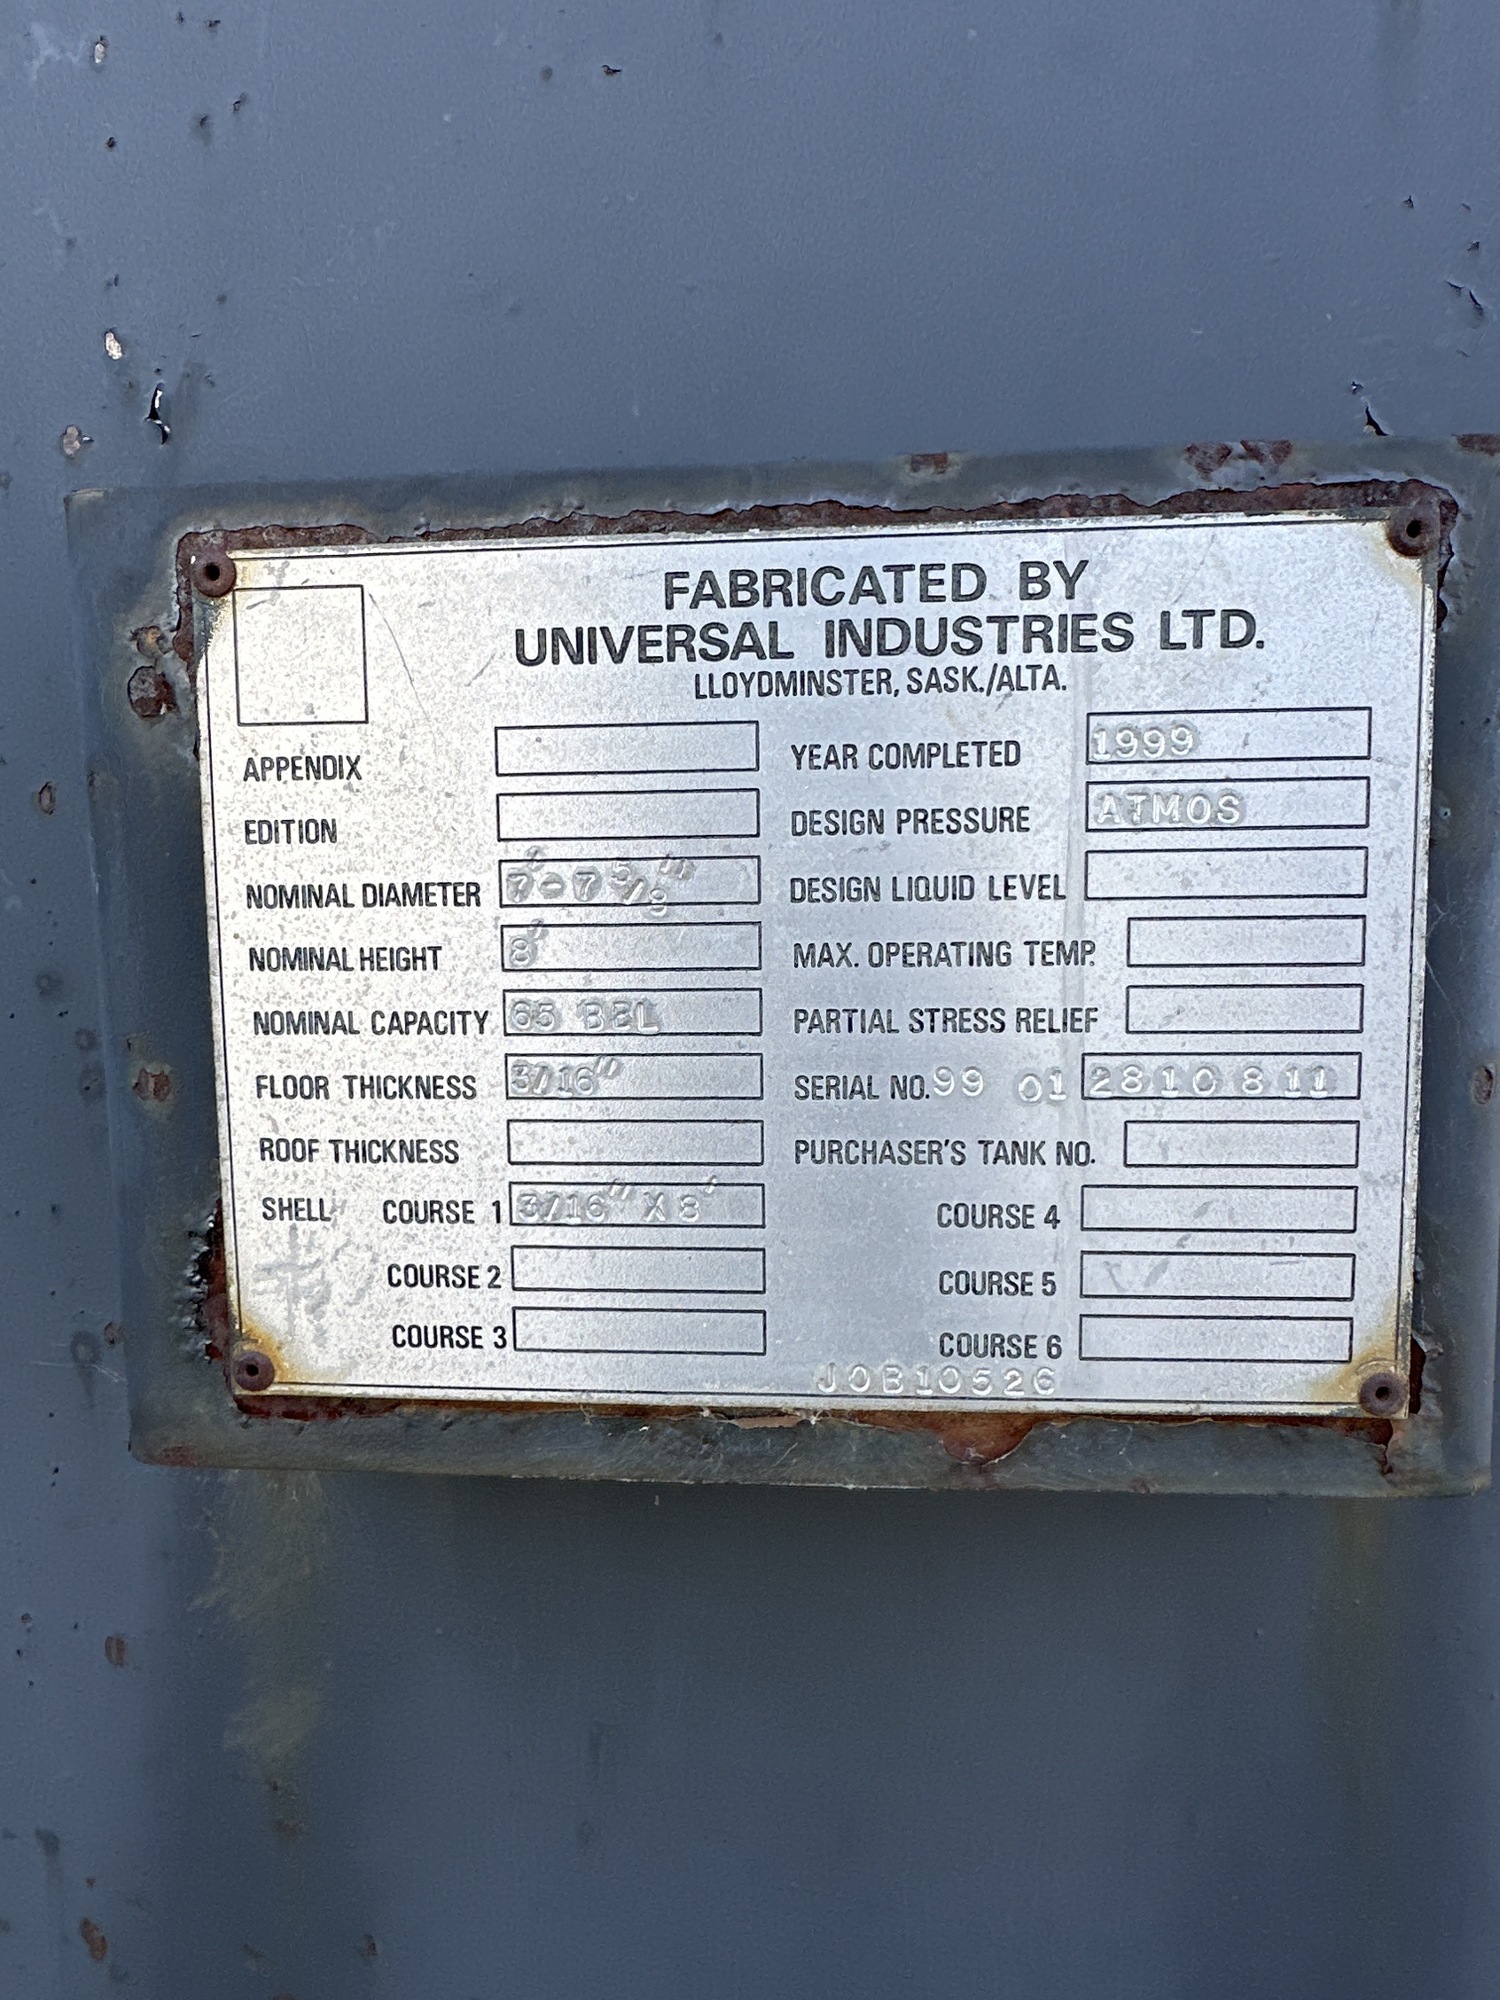 FABRICATED BY
UNIVERSAL INDUSTRIES LTD.
LLOYDMINSTER, SASK./ALTA.
APPENDIX
EDITION
NOMINAL DIAMETER 7'-7 5/8"
NOMINAL HEIGHT 8'
NOMINAL CAPACITY 65 BBL
FLOOR THICKNESS 3/16"
ROOF THICKNESS
SHELL COURSE 1 3/16" X 8'
COURSE 2
COURSE 3
YEAR COMPLETED 1999
DESIGN PRESSURE ATMOS
DESIGN LIQUID LEVEL
MAX. OPERATING TEMP.
PARTIAL STRESS RELIEF
SERIAL NO. 99 01 2810 811
PURCHASER'S TANK NO.
COURSE 4
COURSE 5
COURSE 6
JOB10526